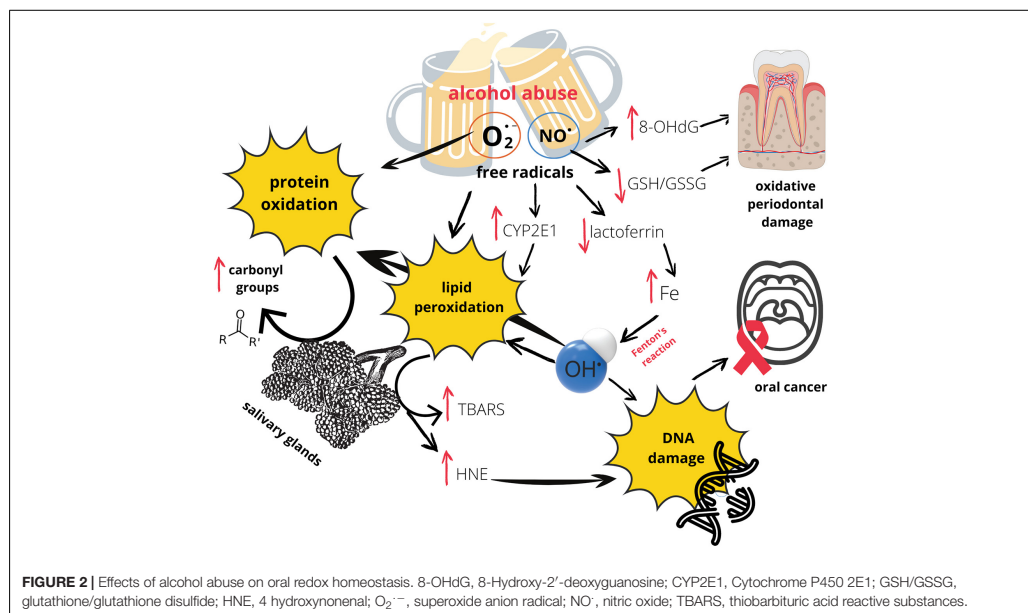 alcohol abuse
O₂·⁻
NO·
free radicals
8-OHdG
GSH/GSSG
oxidative
periodontal
damage
protein
oxidation
CYP2E1
lactoferrin
carbonyl
groups
O
R R'
lipid
peroxidation
Fe
Fenton's
reaction
OH·
oral cancer
salivary glands
TBARS
HNE
DNA
damage
FIGURE 2 | Effects of alcohol abuse on oral redox homeostasis. 8-OHdG, 8-Hydroxy-2′-deoxyguanosine; CYP2E1, Cytochrome P450 2E1; GSH/GSSG,
glutathione/glutathione disulfide; HNE, 4 hydroxynonenal; O₂·⁻, superoxide anion radical; NO·, nitric oxide; TBARS, thiobarbituric acid reactive substances.